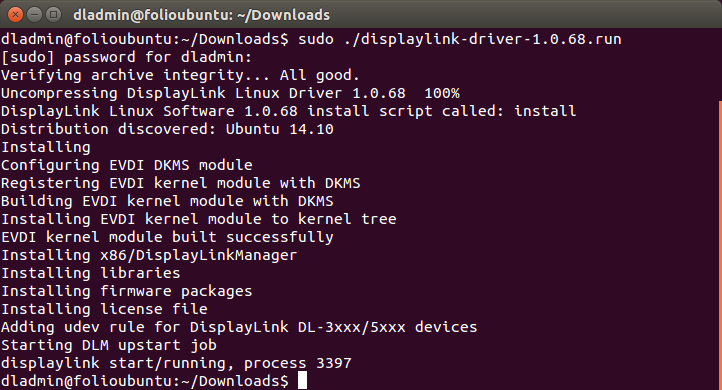 dladmin@folioubuntu: ~/Downloads
dladmin@folioubuntu:~/Downloads$ sudo ./displaylink-driver-1.0.68.run
[sudo] password for dladmin:
Verifying archive integrity... All good.
Uncompressing DisplayLink Linux Driver 1.0.68  100%
DisplayLink Linux Software 1.0.68 install script called: install
Distribution discovered: Ubuntu 14.10
Installing
Configuring EVDI DKMS module
Registering EVDI kernel module with DKMS
Building EVDI kernel module with DKMS
Installing EVDI kernel module to kernel tree
EVDI kernel module built successfully
Installing x86/DisplayLinkManager
Installing libraries
Installing firmware packages
Installing license file
Adding udev rule for DisplayLink DL-3xxx/5xxx devices
Starting DLM upstart job
displaylink start/running, process 3397
dladmin@folioubuntu:~/Downloads$